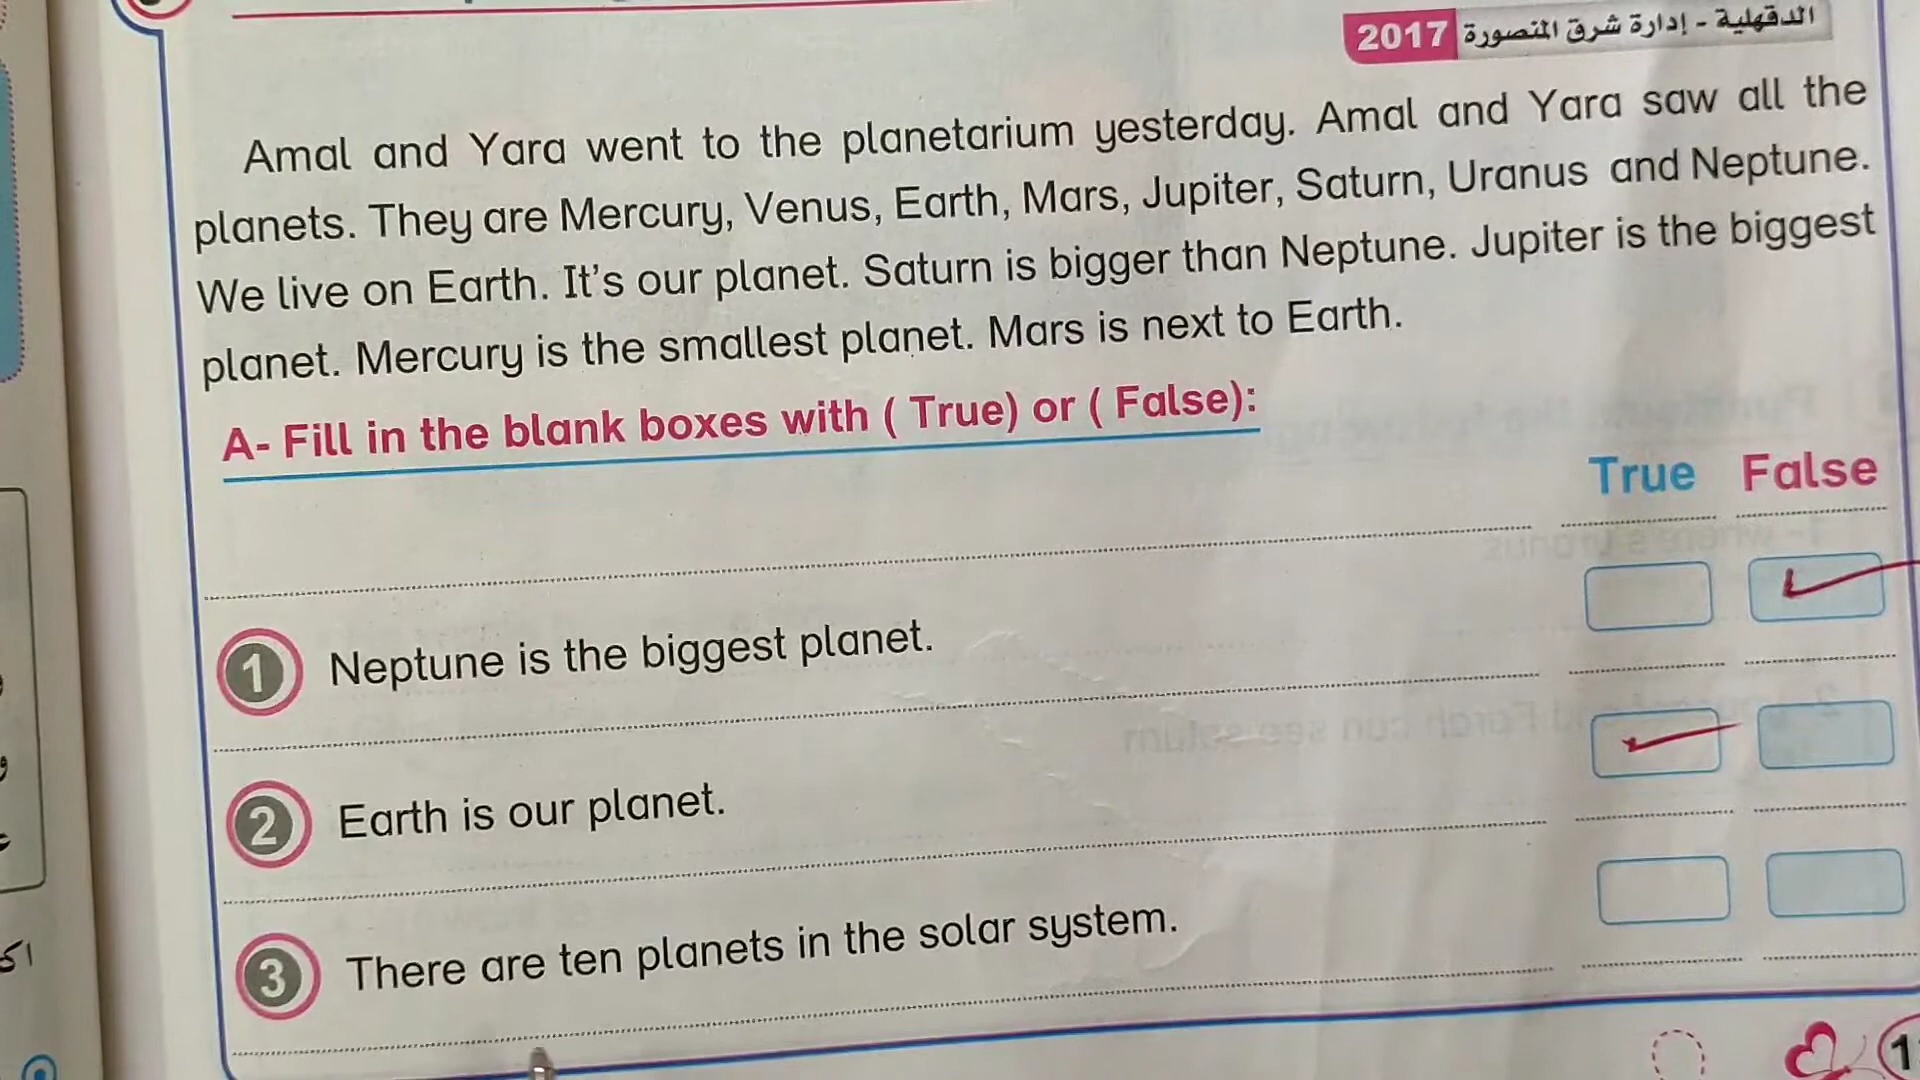 الدقهلية - إدارة شرق المنصورة 2017
Amal and Yara went to the planetarium yesterday. Amal and Yara saw all the
planets. They are Mercury, Venus, Earth, Mars, Jupiter, Saturn, Uranus and Neptune.
We live on Earth. It's our planet. Saturn is bigger than Neptune. Jupiter is the biggest
planet. Mercury is the smallest planet. Mars is next to Earth.
A- Fill in the blank boxes with ( True) or ( False):
True False
1 Neptune is the biggest planet.
2 Earth is our planet.
3 There are ten planets in the solar system.